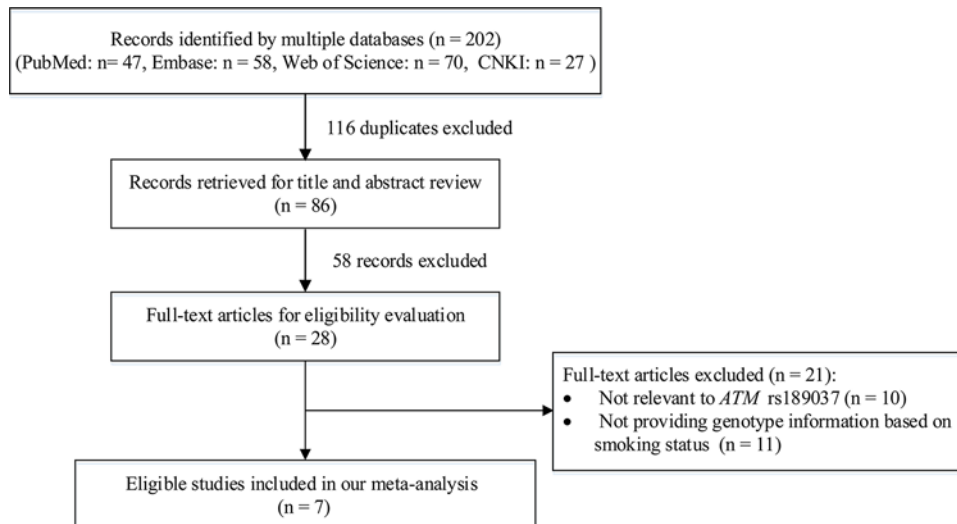 Records identified by multiple databases (n = 202)
(PubMed: n= 47, Embase: n = 58, Web of Science: n = 70, CNKI: n = 27 )
116 duplicates excluded
Records retrieved for title and abstract review
(n = 86)
58 records excluded
Full-text articles for eligibility evaluation
(n = 28)
Full-text articles excluded (n = 21):
• Not relevant to ATM rs189037 (n = 10)
• Not providing genotype information based on
smoking status (n = 11)
Eligible studies included in our meta-analysis
(n = 7)